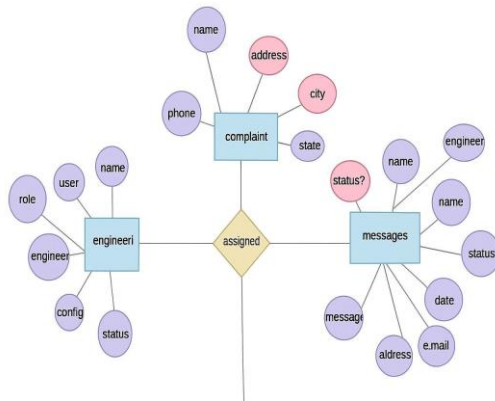 name
address
city
phone
complaint
state
engineer
name
status?
name
user
name
role
engineeri
assigned
messages
engineer
status
config
status
message
date
aldress
e.mail